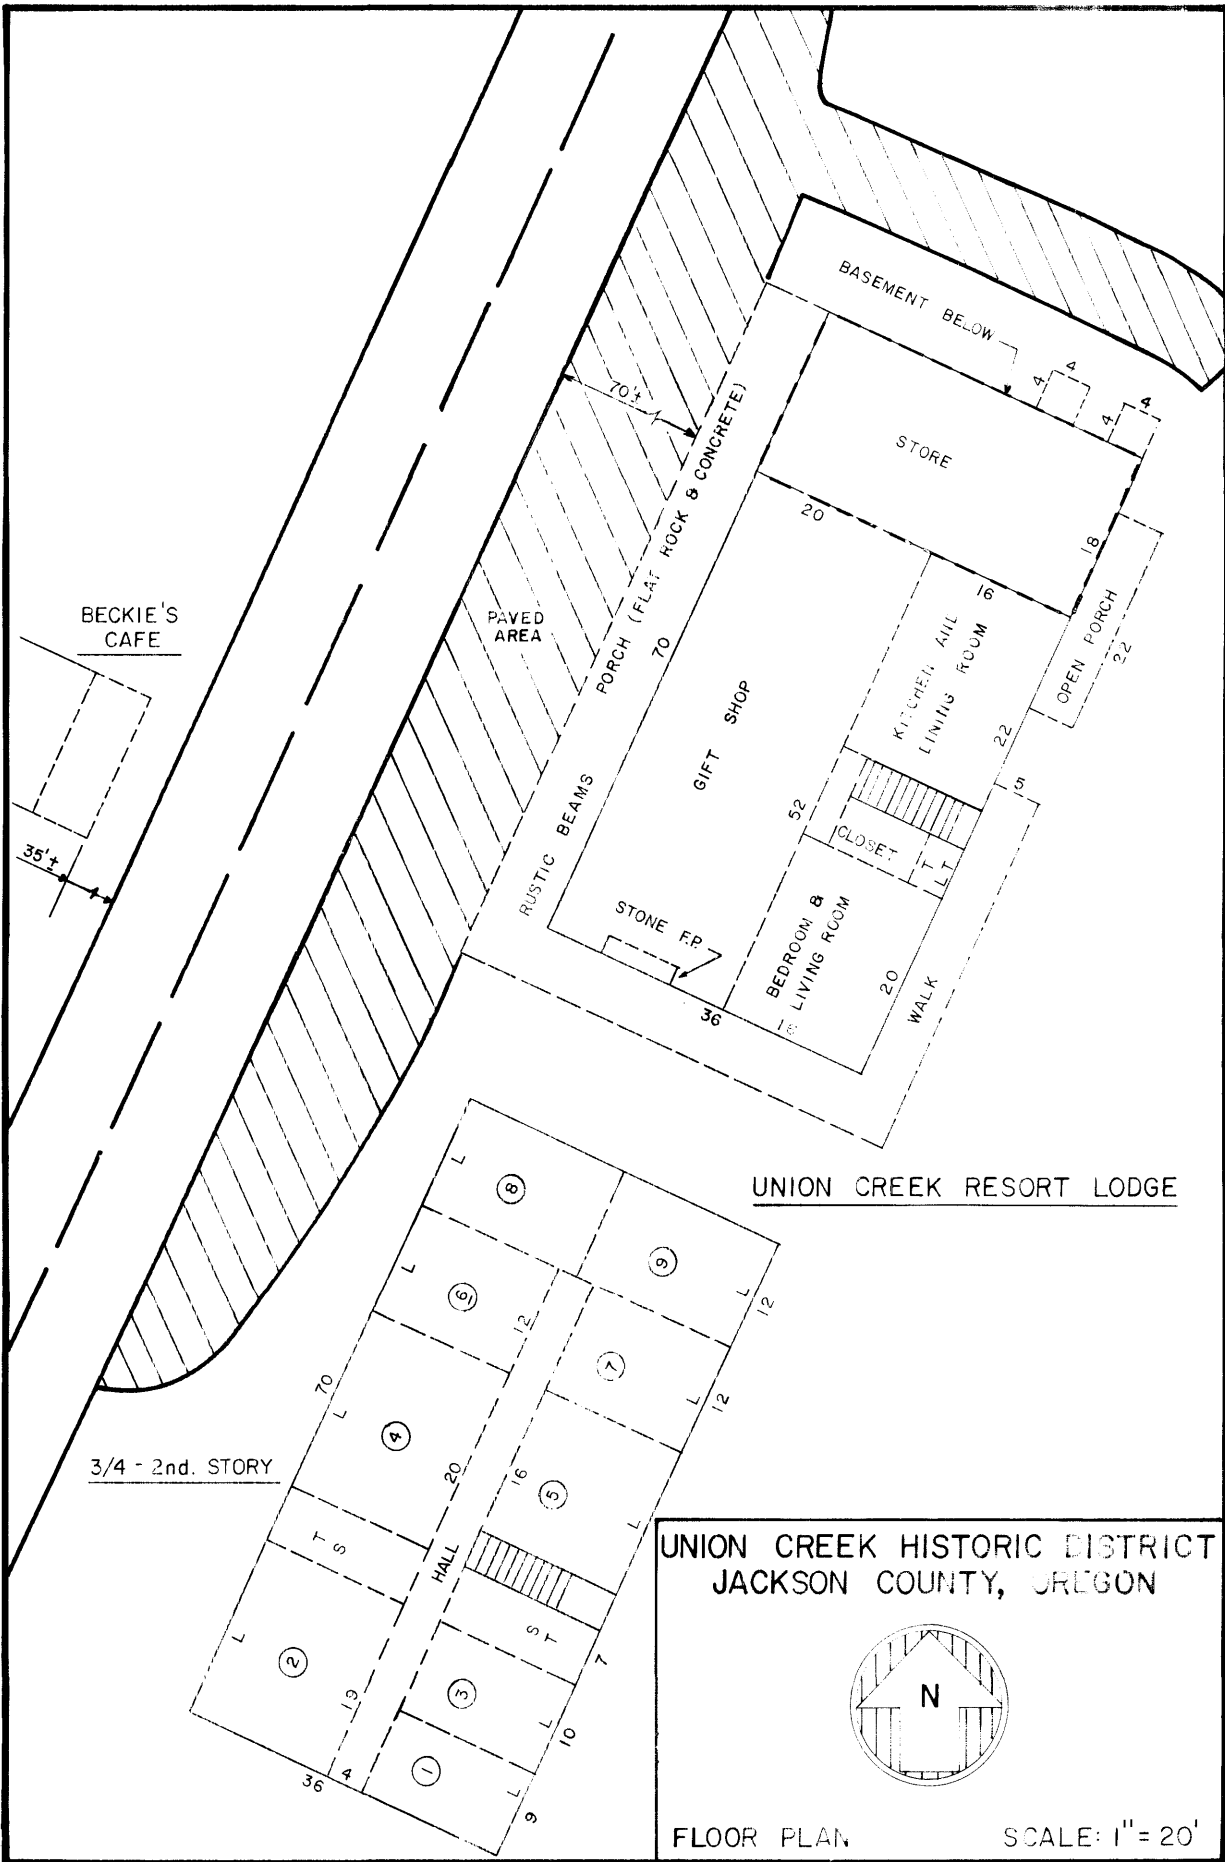 BASEMENT BELOW
4
4
4
4
70'±
STORE
PORCH (FLAT ROCK & CONCRETE)
20
18
16
BECKIE'S
CAFE
PAVED
AREA
70
OPEN PORCH
22
KITCHEN AND
LINING ROOM
GIFT SHOP
22
5
RUSTIC BEAMS
52
CLOSET
T
L T
35'±
STONE F.P.
BEDROOM &
LIVING ROOM
20
WALK
36
16
UNION CREEK RESORT LODGE
L
8
9
L
6
12
L
12
7
70
L
4
L
12
3/4 - 2nd. STORY
20
16
5
L
T S
HALL
S T
L
2
7
19
3
L
10
36
4
1
L
9
UNION CREEK HISTORIC DISTRICT
JACKSON COUNTY, OREGON
N
FLOOR PLAN
SCALE: 1" = 20'